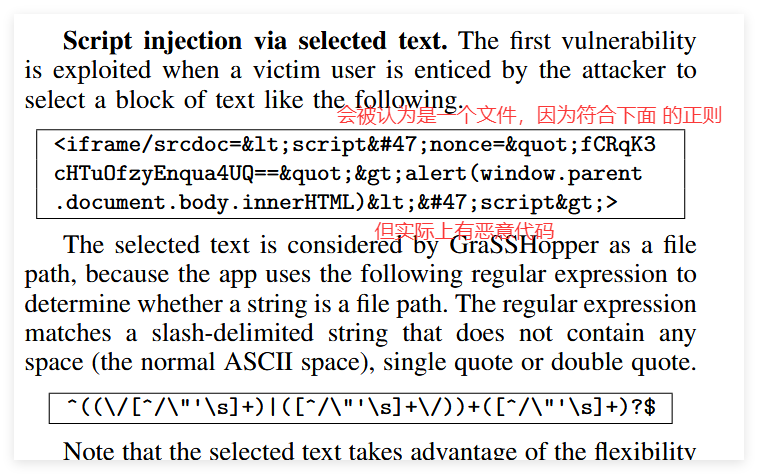 Script injection via selected text. The first vulnerability
is exploited when a victim user is enticed by the attacker to
select a block of text like the following.
会被认为是一个文件，因为符合下面 的正则
<iframe/srcdoc=&lt;script&#47;nonce=&quot;fCRqK3
cHTuOfzyEnqua4UQ==&quot;&gt;alert(window.parent
.document.body.innerHTML)&lt;&#47;script&gt;>
但实际上有恶意代码
The selected text is considered by GraSSHopper as a file
path, because the app uses the following regular expression to
determine whether a string is a file path. The regular expression
matches a slash-delimited string that does not contain any
space (the normal ASCII space), single quote or double quote.
^((\/[^/\"'\s]+)|([^/\"'\s]+\/))+([^/\"'\s]+)?$
Note that the selected text takes advantage of the flexibility